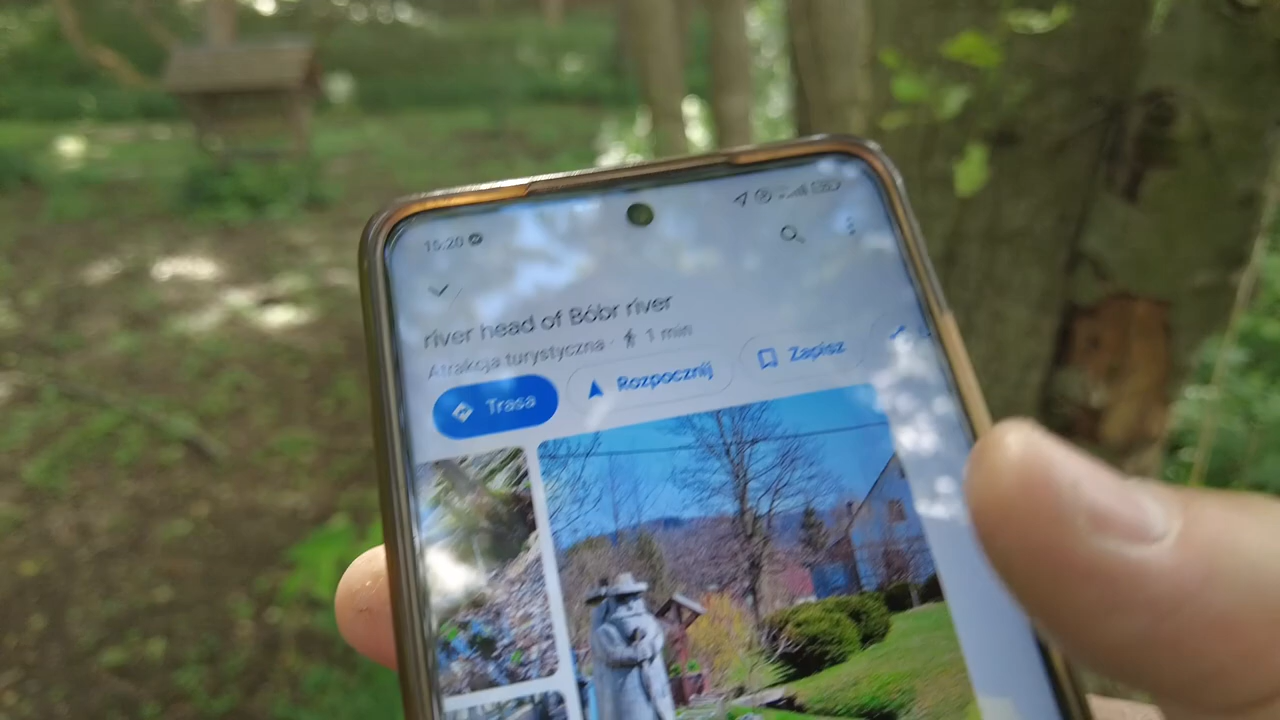 15:20
river head of Bóbr river
Atrakcja turystyczna · 1 min
Trasa
Rozpocznij
Zapisz